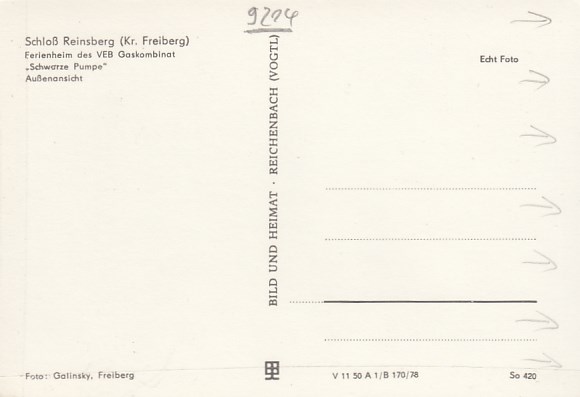 9214
Schloß Reinsberg (Kr. Freiberg)
Ferienheim des VEB Gaskombinat
„Schwarze Pumpe"
Außenansicht
Echt Foto
BILD UND HEIMAT · REICHENBACH (VOGTL)
Foto: Galinsky, Freiberg
V 11 50 A 1/B 170/78
So 420